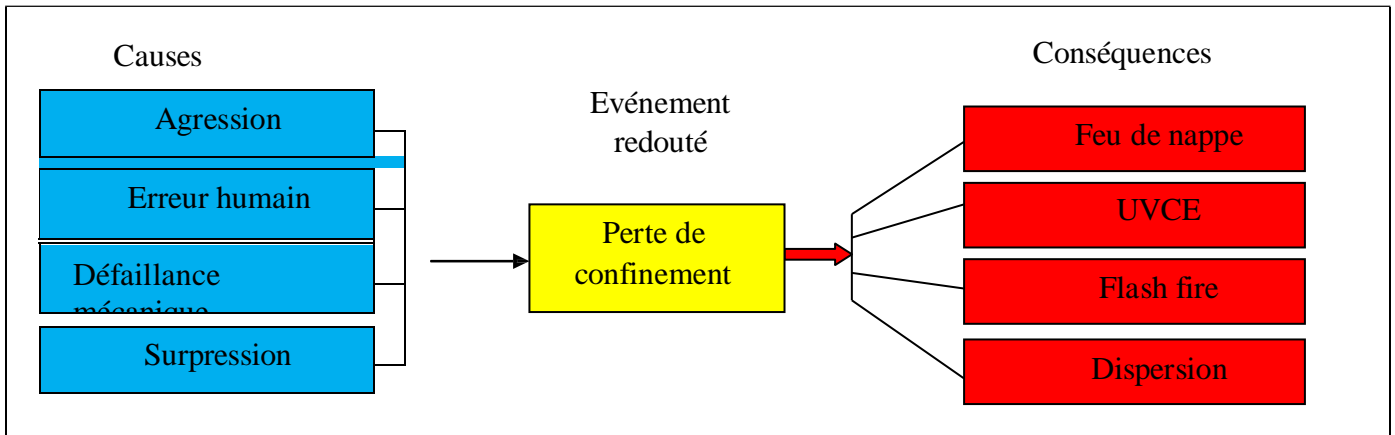 Causes
Agression
Erreur humain
Défaillance
mécanique
Surpression
Evénement
redouté
Perte de
confinement
Conséquences
Feu de nappe
UVCE
Flash fire
Dispersion